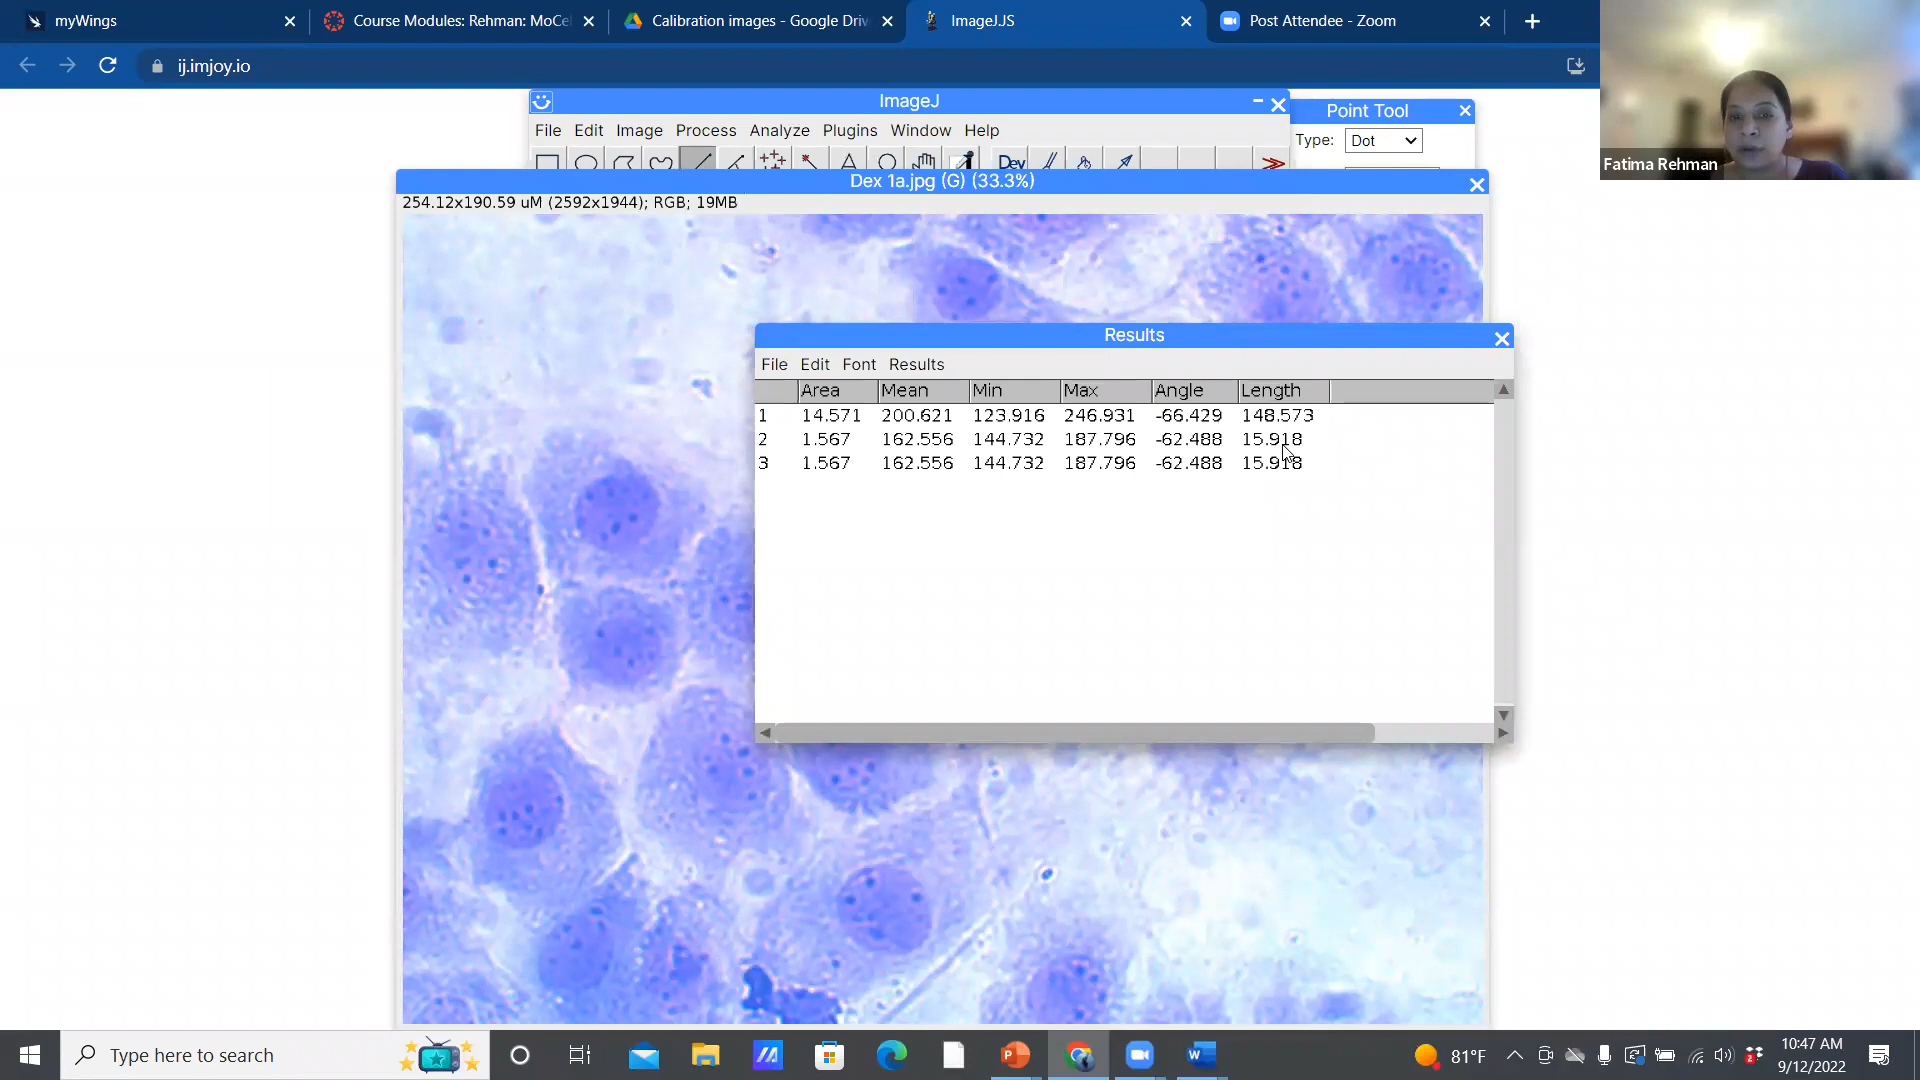 myWings
Course Modules: Rehman: MoCel
Calibration images - Google Driv
ImageJ.JS
Post Attendee - Zoom
ij.imjoy.io
Fatima Rehman
ImageJ
File Edit Image Process Analyze Plugins Window Help
Dev
Point Tool
Type: Dot
Dex 1a.jpg (G) (33.3%)
254.12x190.59 uM (2592x1944); RGB; 19MB
Results
File Edit Font Results
Area Mean Min Max Angle Length
1 14.571 200.621 123.916 246.931 -66.429 148.573
2 1.567 162.556 144.732 187.796 -62.488 15.918
3 1.567 162.556 144.732 187.796 -62.488 15.918
Type here to search
81°F
10:47 AM
9/12/2022